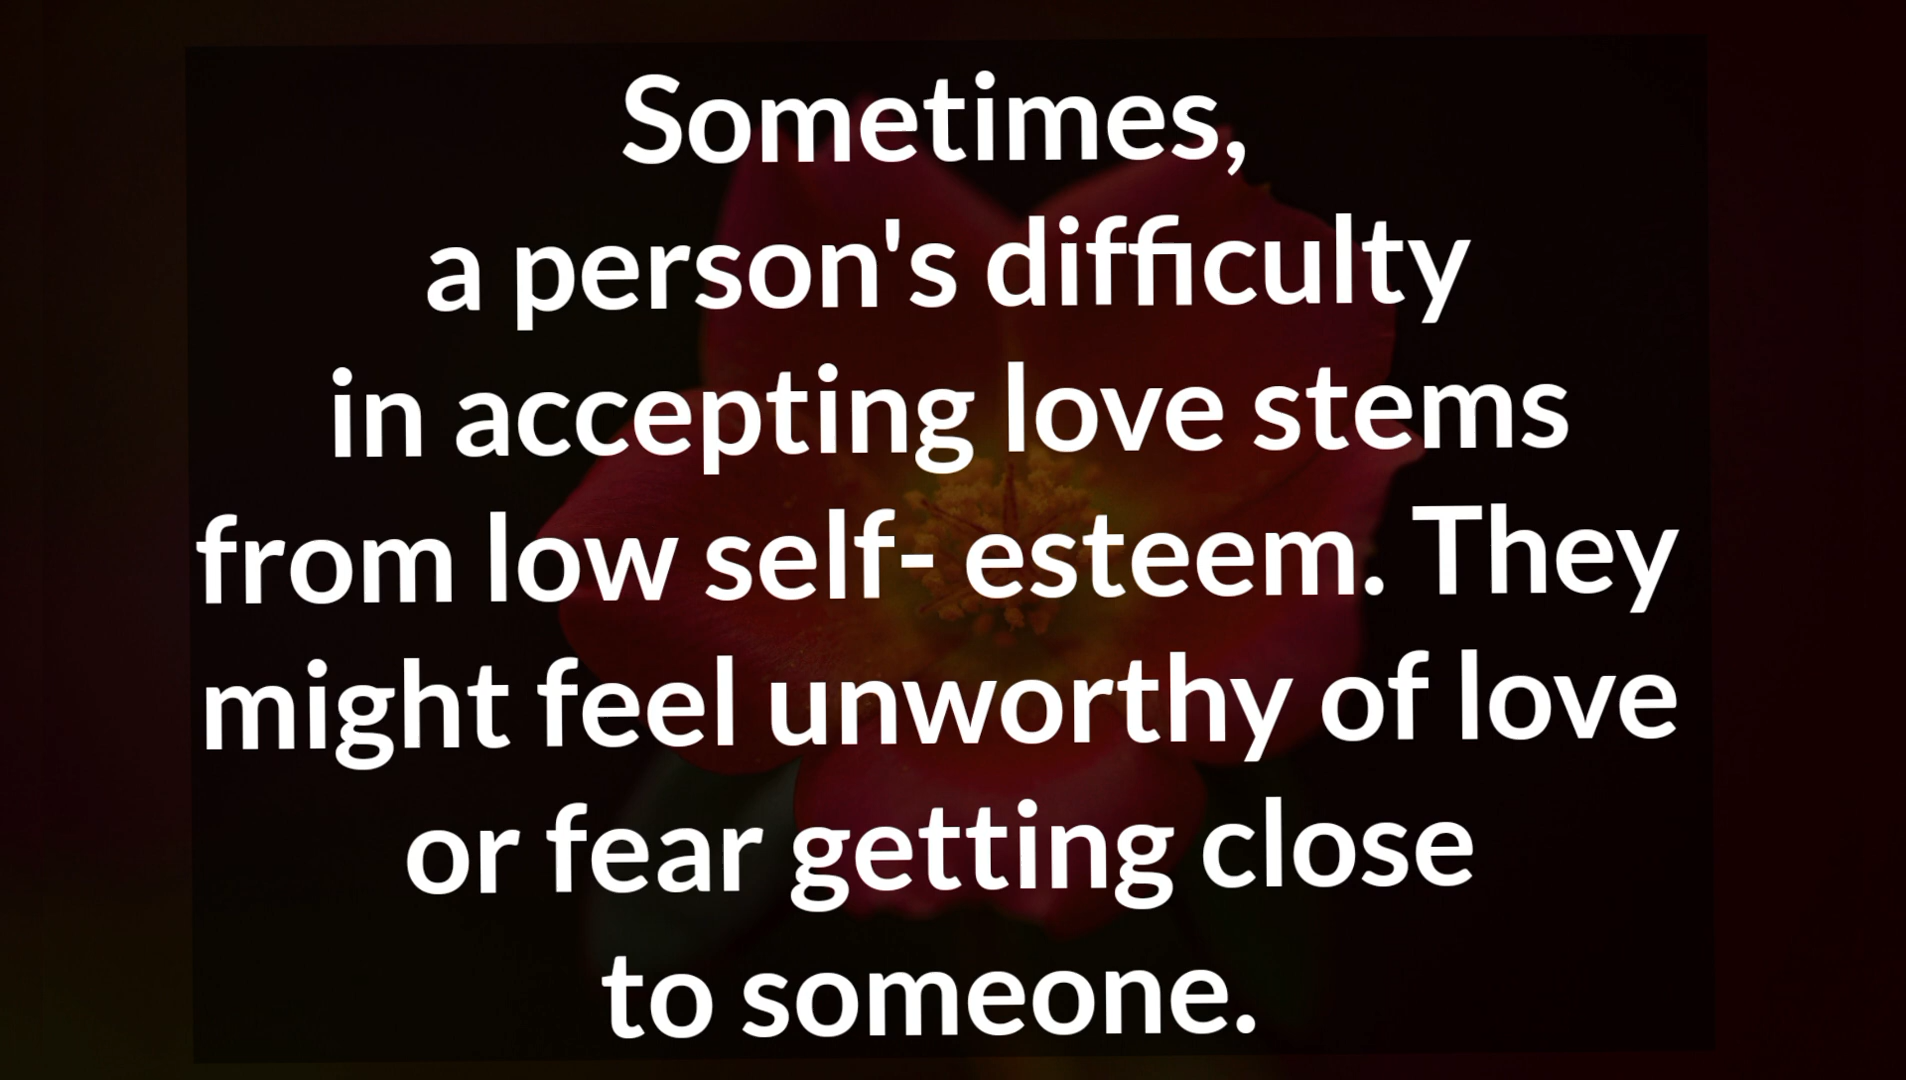 Sometimes,
a person's difficulty
in accepting love stems
from low self- esteem. They
might feel unworthy of love
or fear getting close
to someone.